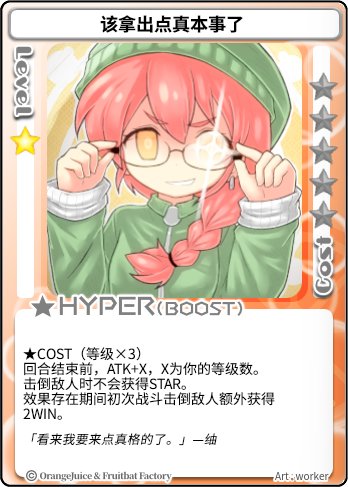 该拿出点真本事了
Level
Cost
HYPER(BOOST)
★COST（等级×3）
回合结束前，ATK+X，X为你的等级数。
击倒敌人时不会获得STAR。
效果存在期间初次战斗击倒敌人额外获得
2WIN。
「看来我要来点真格的了。」—䌷
© OrangeJuice & Fruitbat Factory
Art : worker